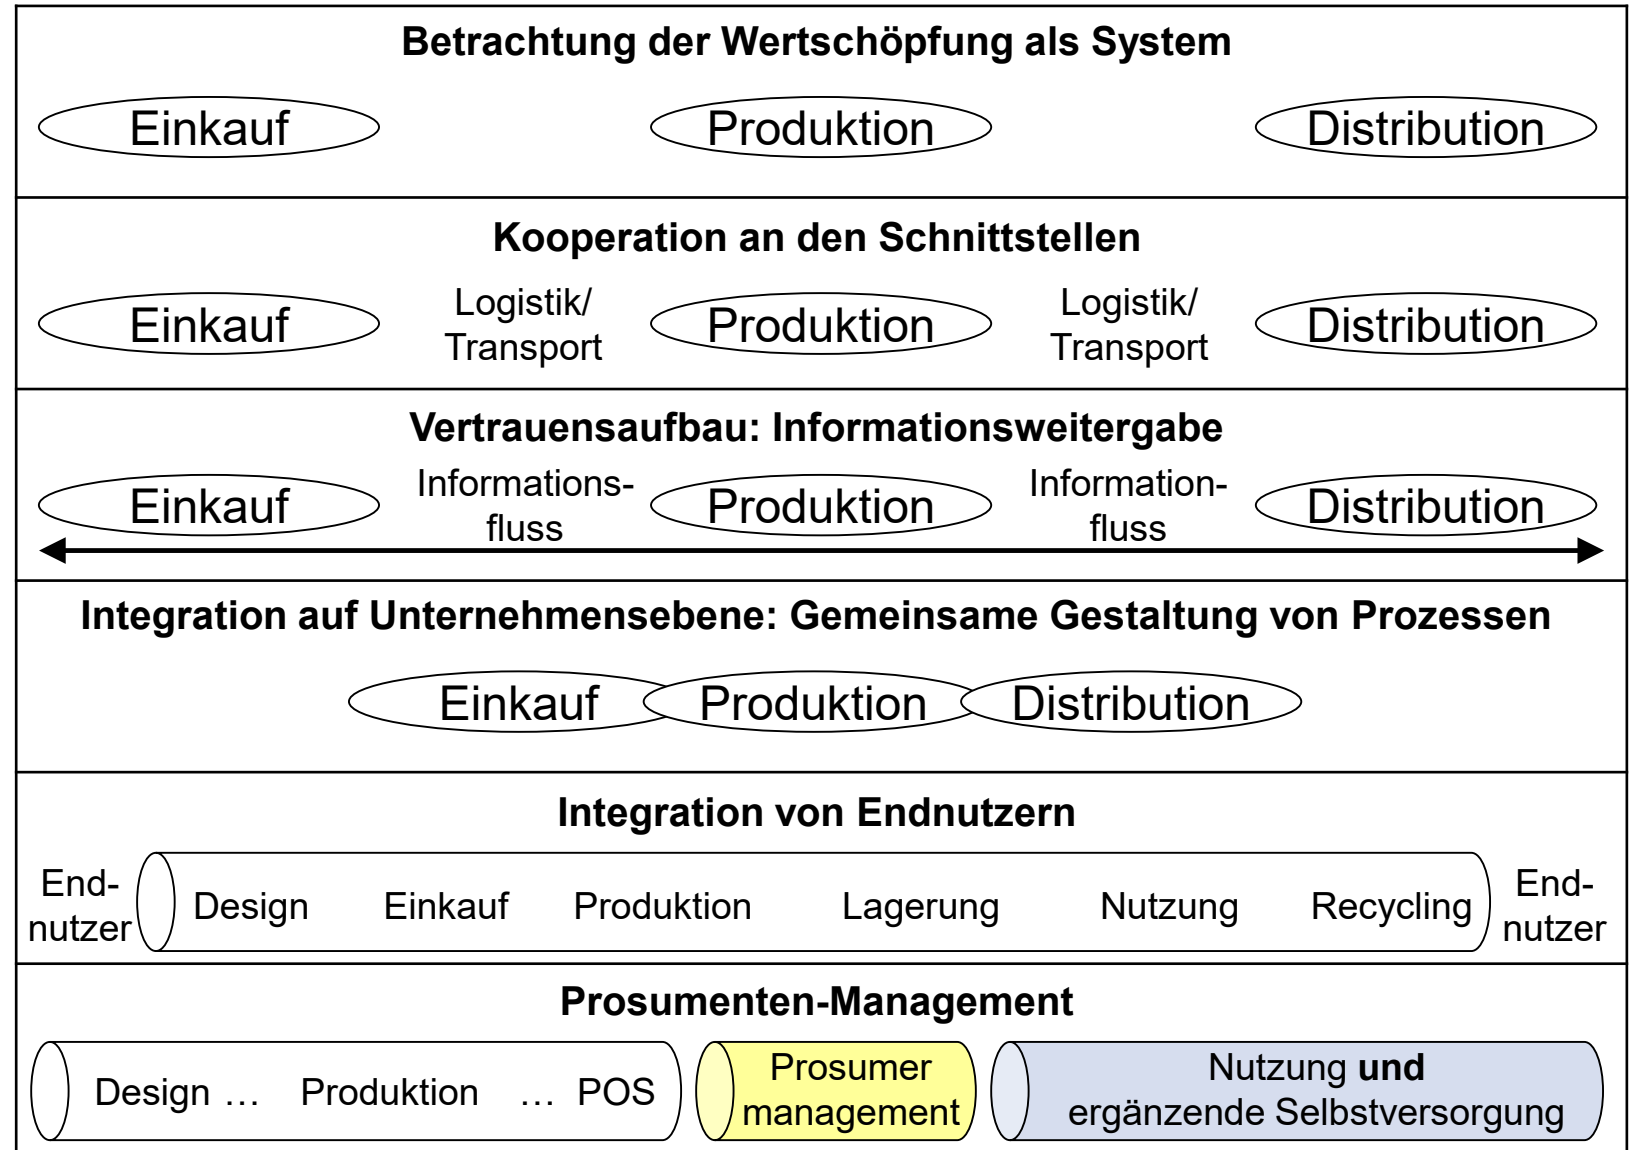 Betrachtung der Wertschöpfung als System
Einkauf Produktion Distribution
Kooperation an den Schnittstellen
Einkauf Logistik/ Produktion Logistik/ Distribution
Transport Transport
Vertrauensaufbau: Informationsweitergabe
Einkauf Informations- Produktion Information- Distribution
fluss fluss
Integration auf Unternehmensebene: Gemeinsame Gestaltung von Prozessen
Einkauf Produktion Distribution
Integration von Endnutzern
End-
nutzer
Design Einkauf Produktion Lagerung Nutzung Recycling
End-
nutzer
Prosumenten-Management
Design … Produktion … POS
Prosumer
management
Nutzung und
ergänzende Selbstversorgung